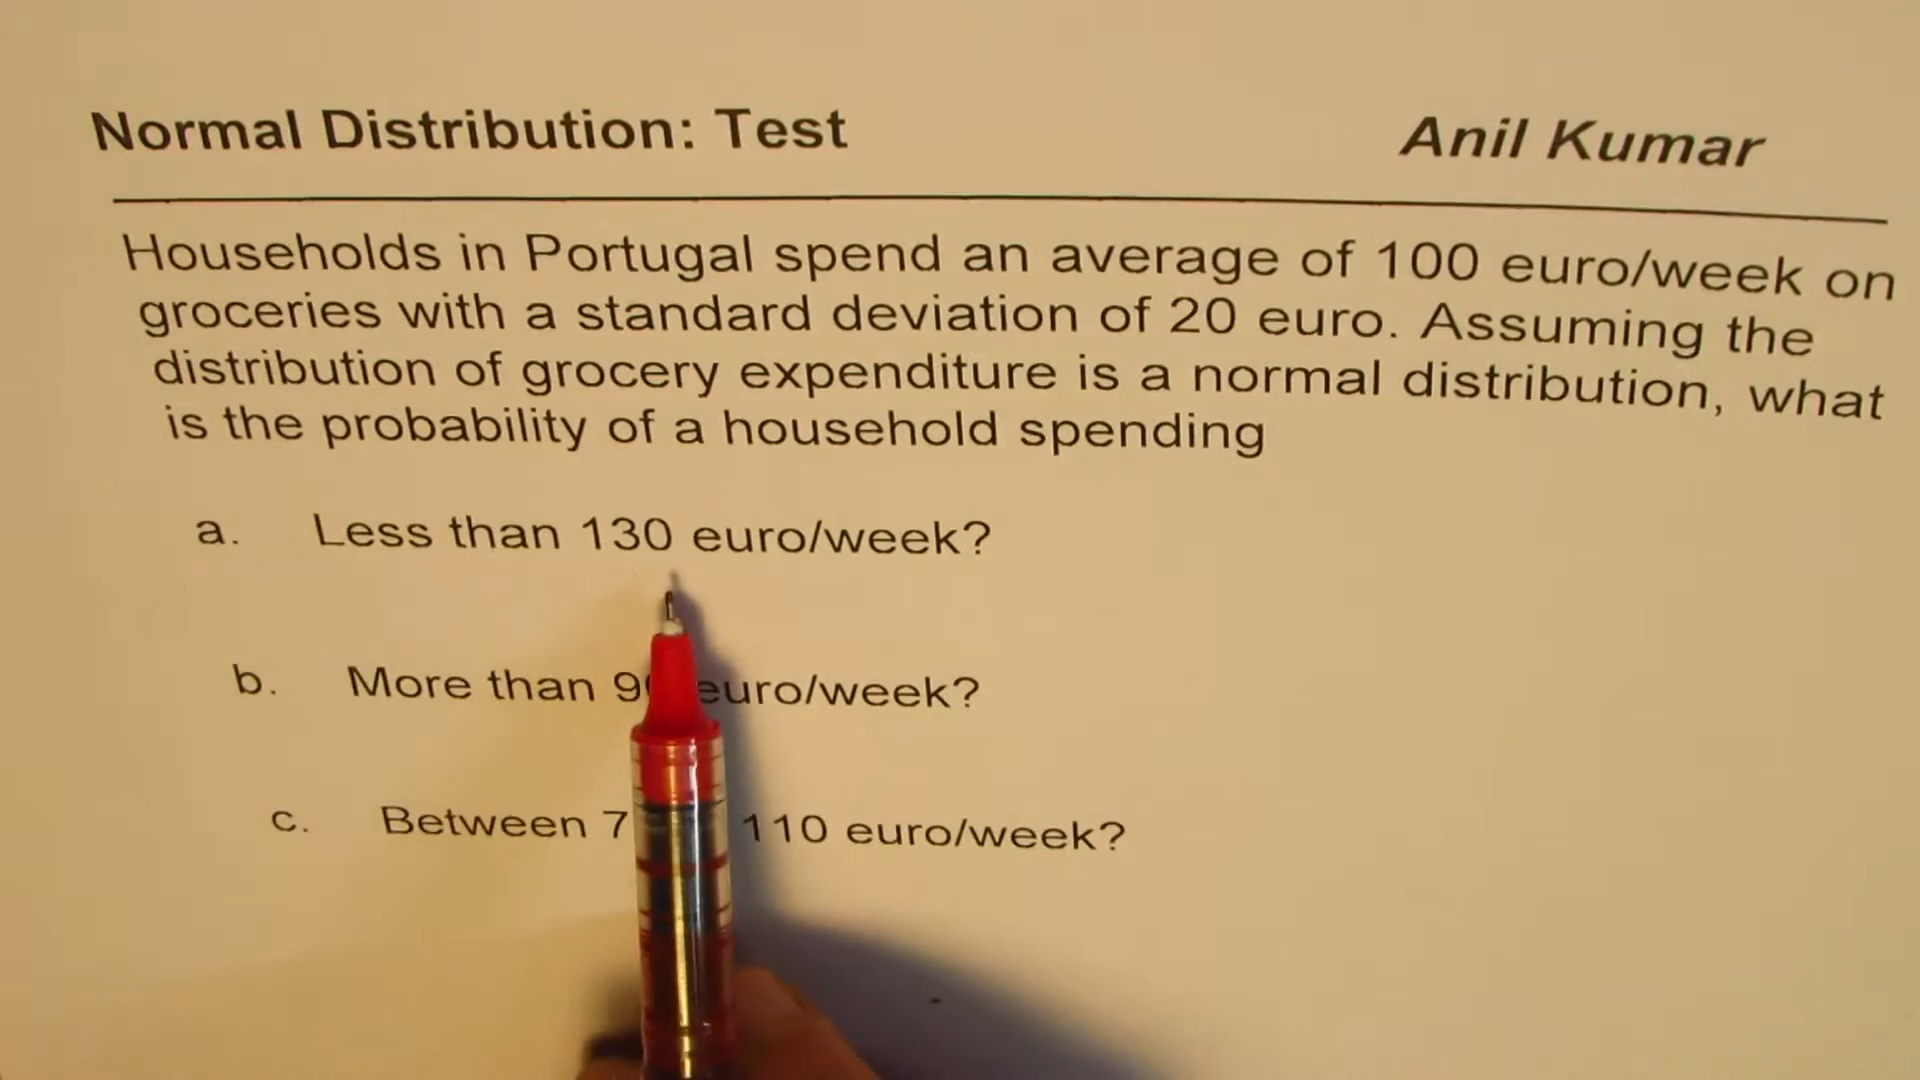 Normal Distribution: Test Anil Kumar
Households in Portugal spend an average of 100 euro/week on
groceries with a standard deviation of 20 euro. Assuming the
distribution of grocery expenditure is a normal distribution, what
is the probability of a household spending
a. Less than 130 euro/week?
b. More than euro/week?
c. Between 110 euro/week?